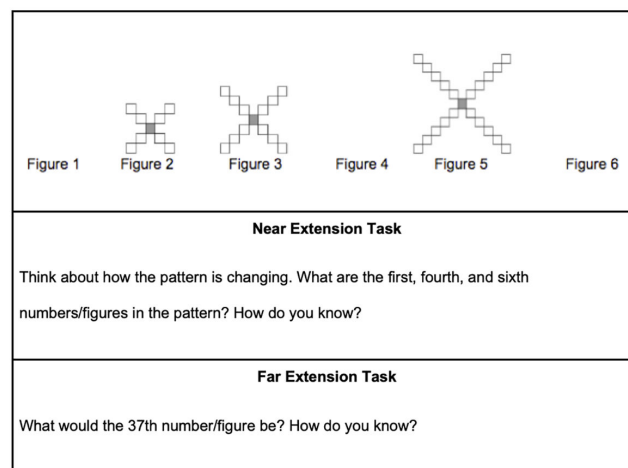 Figure 1 Figure 2 Figure 3 Figure 4 Figure 5 Figure 6
Near Extension Task
Think about how the pattern is changing. What are the first, fourth, and sixth
numbers/figures in the pattern? How do you know?
Far Extension Task
What would the 37th number/figure be? How do you know?